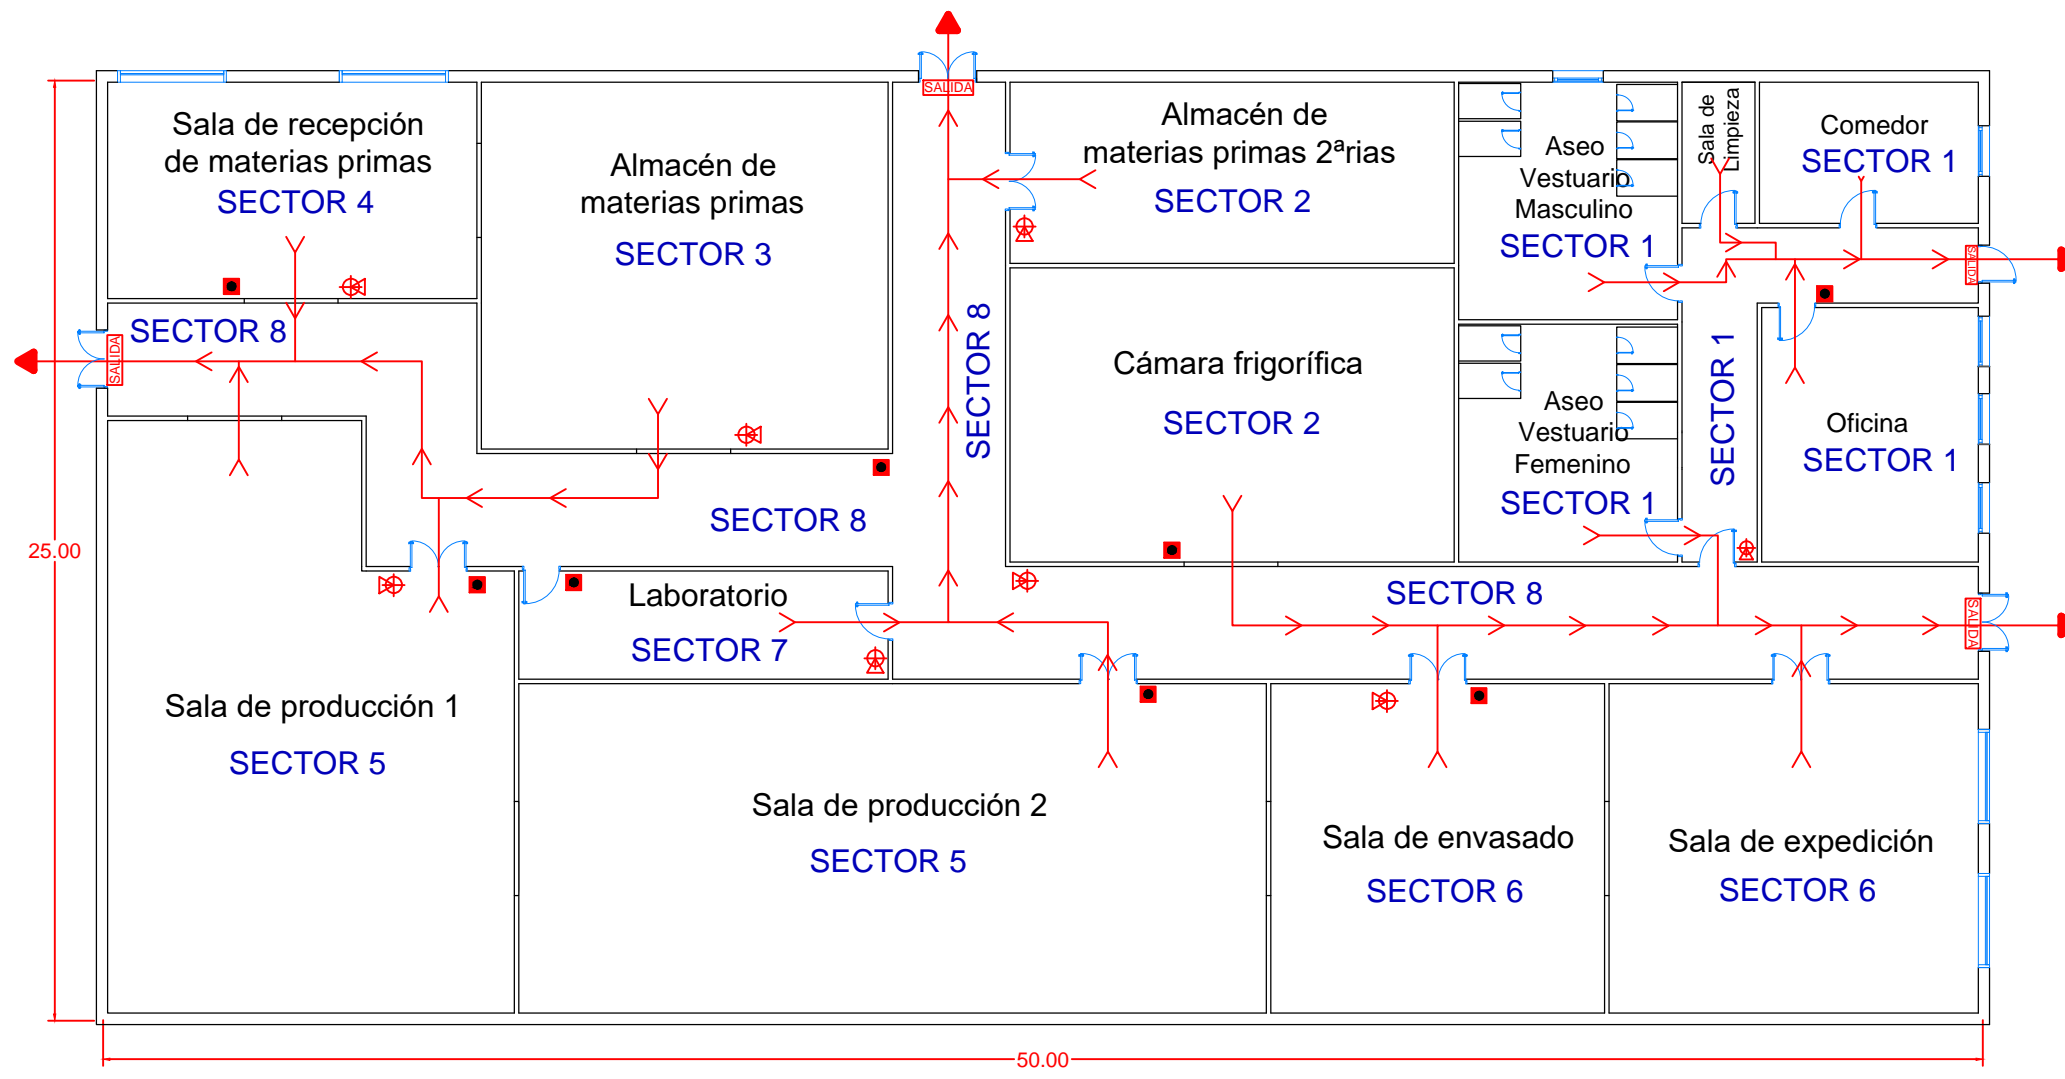 SALIDA
Sala de recepción
de materias primas
SECTOR 4
Almacén de
materias primas
SECTOR 3
Almacén de
materias primas 2ªrias
SECTOR 2
Aseo
Vestuario
Masculino
SECTOR 1
Sala de
Limpieza
Comedor
SECTOR 1
SALIDA
SECTOR 8
SALIDA
SECTOR 8
Cámara frigorífica
SECTOR 2
Aseo
Vestuario
Femenino
SECTOR 1
SECTOR 1
Oficina
SECTOR 1
SECTOR 8
25.00
Laboratorio
SECTOR 7
SECTOR 8
SALIDA
Sala de producción 1
SECTOR 5
Sala de producción 2
SECTOR 5
Sala de envasado
SECTOR 6
Sala de expedición
SECTOR 6
50.00